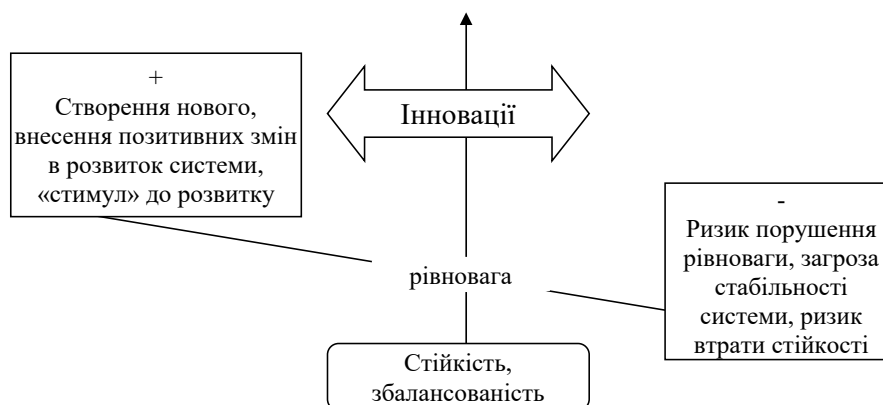 +
Створення нового,
внесення позитивних змін
в розвиток системи,
«стимул» до розвитку
Інновації
-
Ризик порушення
рівноваги, загроза
стабільності
системи, ризик
втрати стійкості
рівновага
Стійкість,
збалансованість